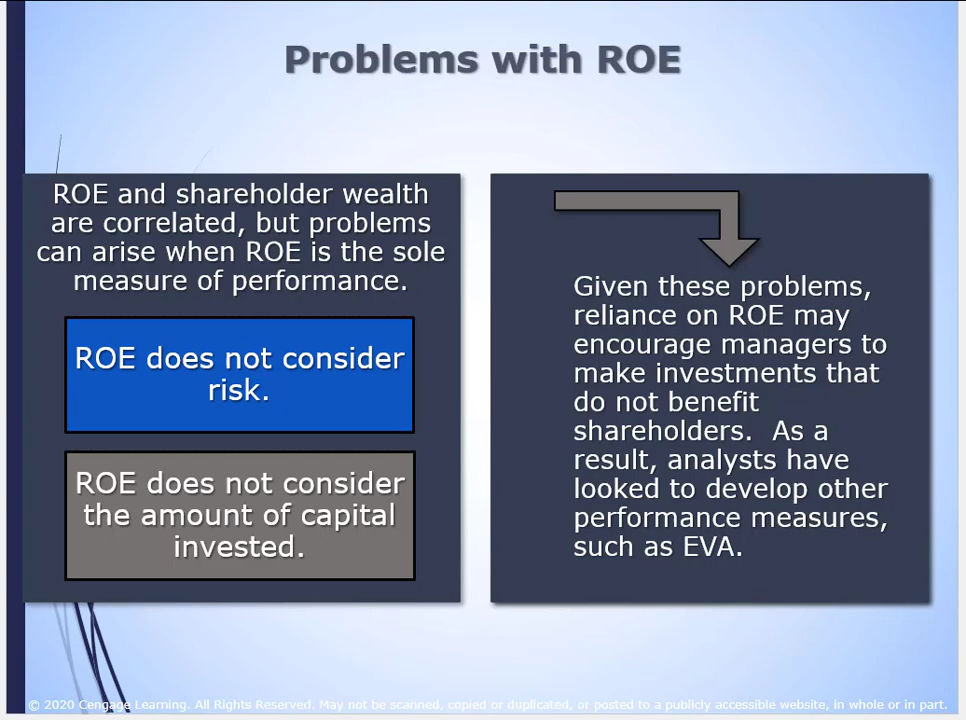 Problems with ROE
ROE and shareholder wealth
are correlated, but problems
can arise when ROE is the sole
measure of performance.
ROE does not consider
risk.
ROE does not consider
the amount of capital
invested.
Given these problems,
reliance on ROE may
encourage managers to
make investments that
do not benefit
shareholders.  As a
result, analysts have
looked to develop other
performance measures,
such as EVA.
© 2020 Cengage Learning. All Rights Reserved. May not be scanned, copied or duplicated, or posted to a publicly accessible website, in whole or in part.